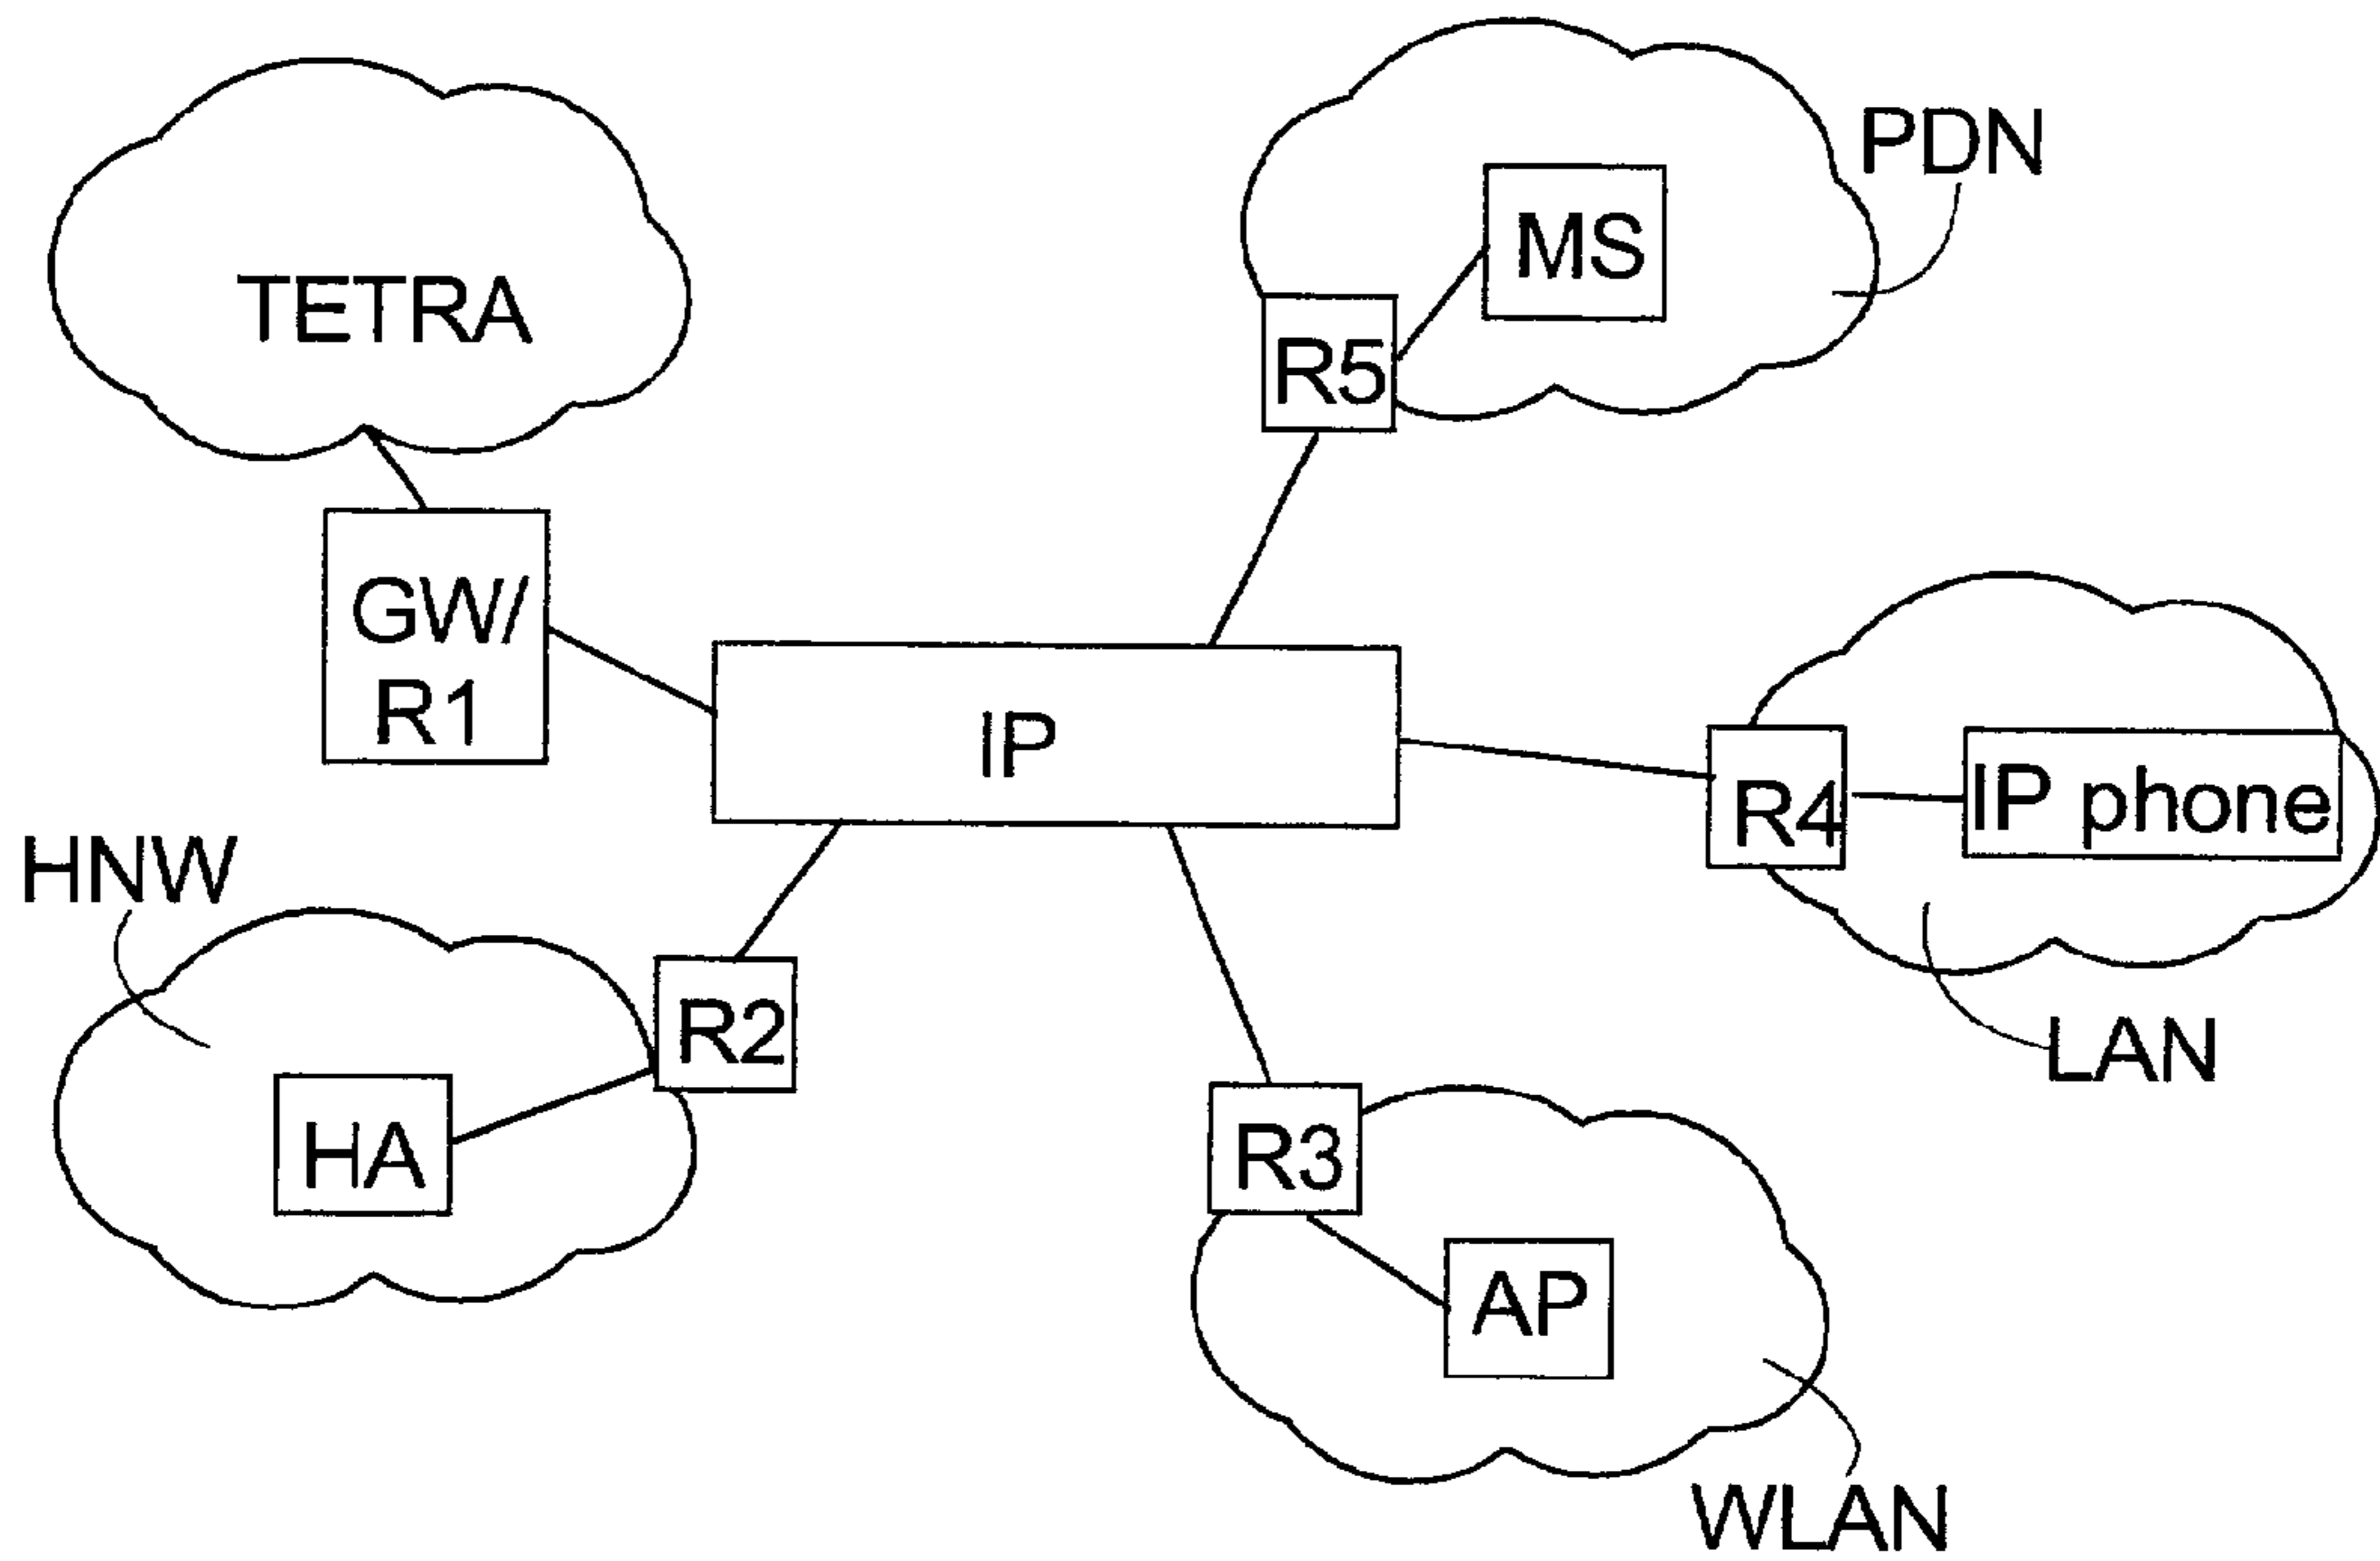 PDN
MS
TETRA
R5
GW/
R1
IP
R4
IP phone
HNW
R2
LAN
HA
R3
AP
WLAN